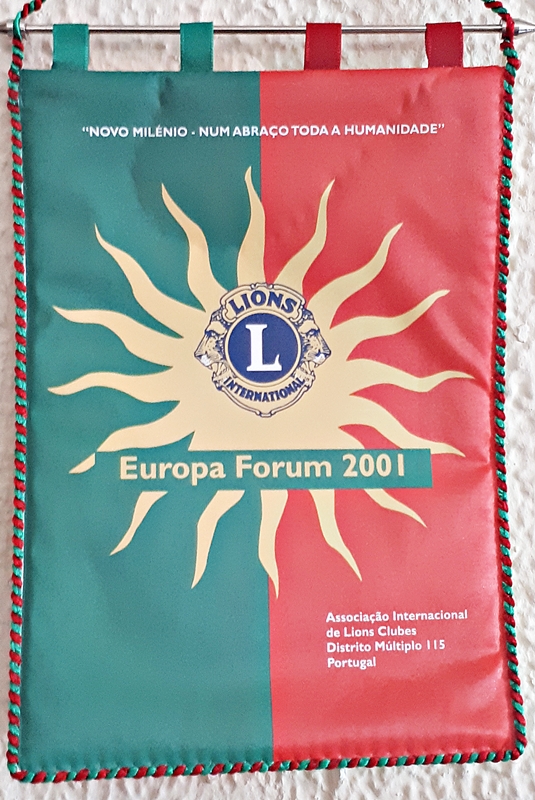 “NOVO MILÉNIO - NUM ABRAÇO TODA A HUMANIDADE”
LIONS
L
INTERNATIONAL
Europa Forum 2001
Associação Internacional
de Lions Clubes
Distrito Múltiplo 115
Portugal